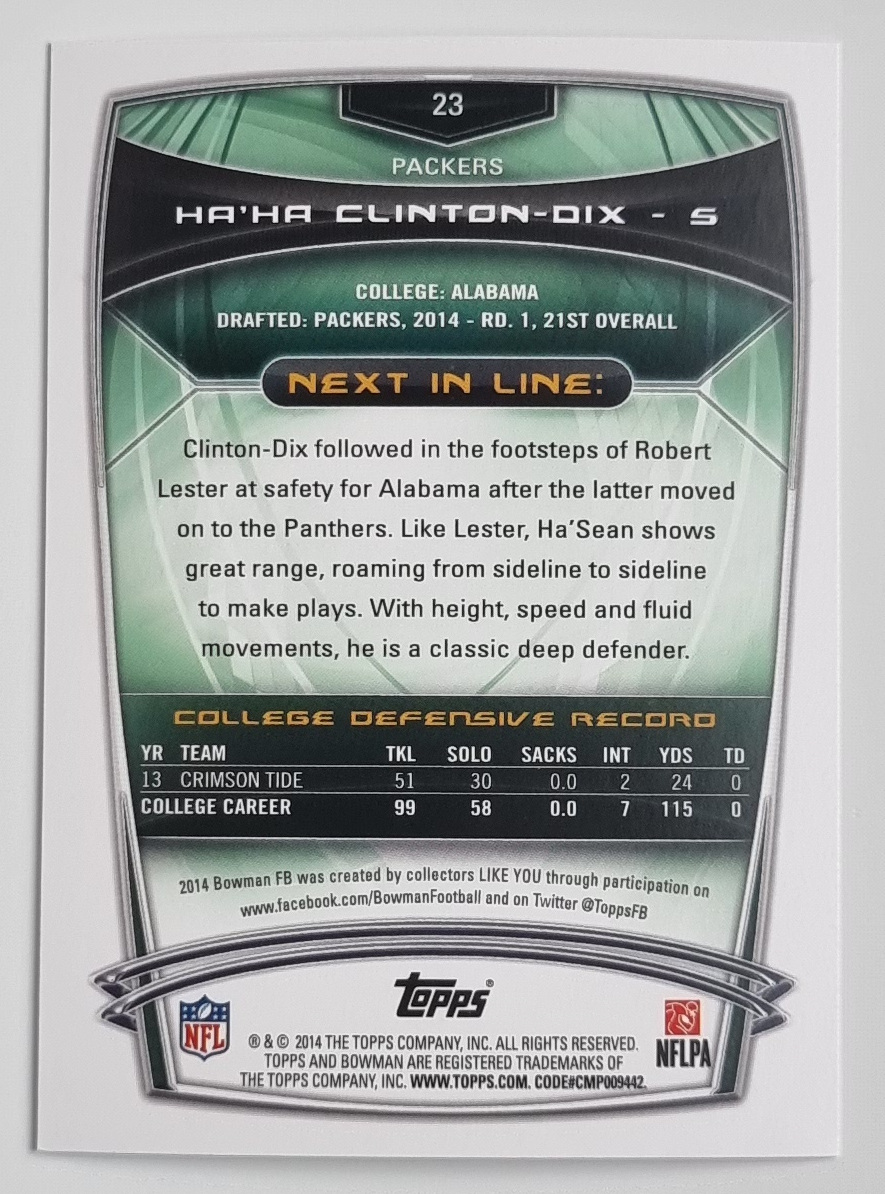 23
PACKERS
HA'HA CLINTON-DIX - S
COLLEGE: ALABAMA
DRAFTED: PACKERS, 2014 - RD. 1, 21ST OVERALL
NEXT IN LINE:
Clinton-Dix followed in the footsteps of Robert
Lester at safety for Alabama after the latter moved
on to the Panthers. Like Lester, Ha'Sean shows
great range, roaming from sideline to sideline
to make plays. With height, speed and fluid
movements, he is a classic deep defender.
COLLEGE DEFENSIVE RECORD
YR TEAM TKL SOLO SACKS INT YDS TD
13 CRIMSON TIDE 51 30 0.0 2 24 0
COLLEGE CAREER 99 58 0.0 7 115 0
2014 Bowman FB was created by collectors LIKE YOU through participation on
www.facebook.com/BowmanFootball and on Twitter @ToppsFB
Topps®
NFL
NFLPA
® & © 2014 THE TOPPS COMPANY, INC. ALL RIGHTS RESERVED.
TOPPS AND BOWMAN ARE REGISTERED TRADEMARKS OF
THE TOPPS COMPANY, INC. WWW.TOPPS.COM. CODE#CMP009442.